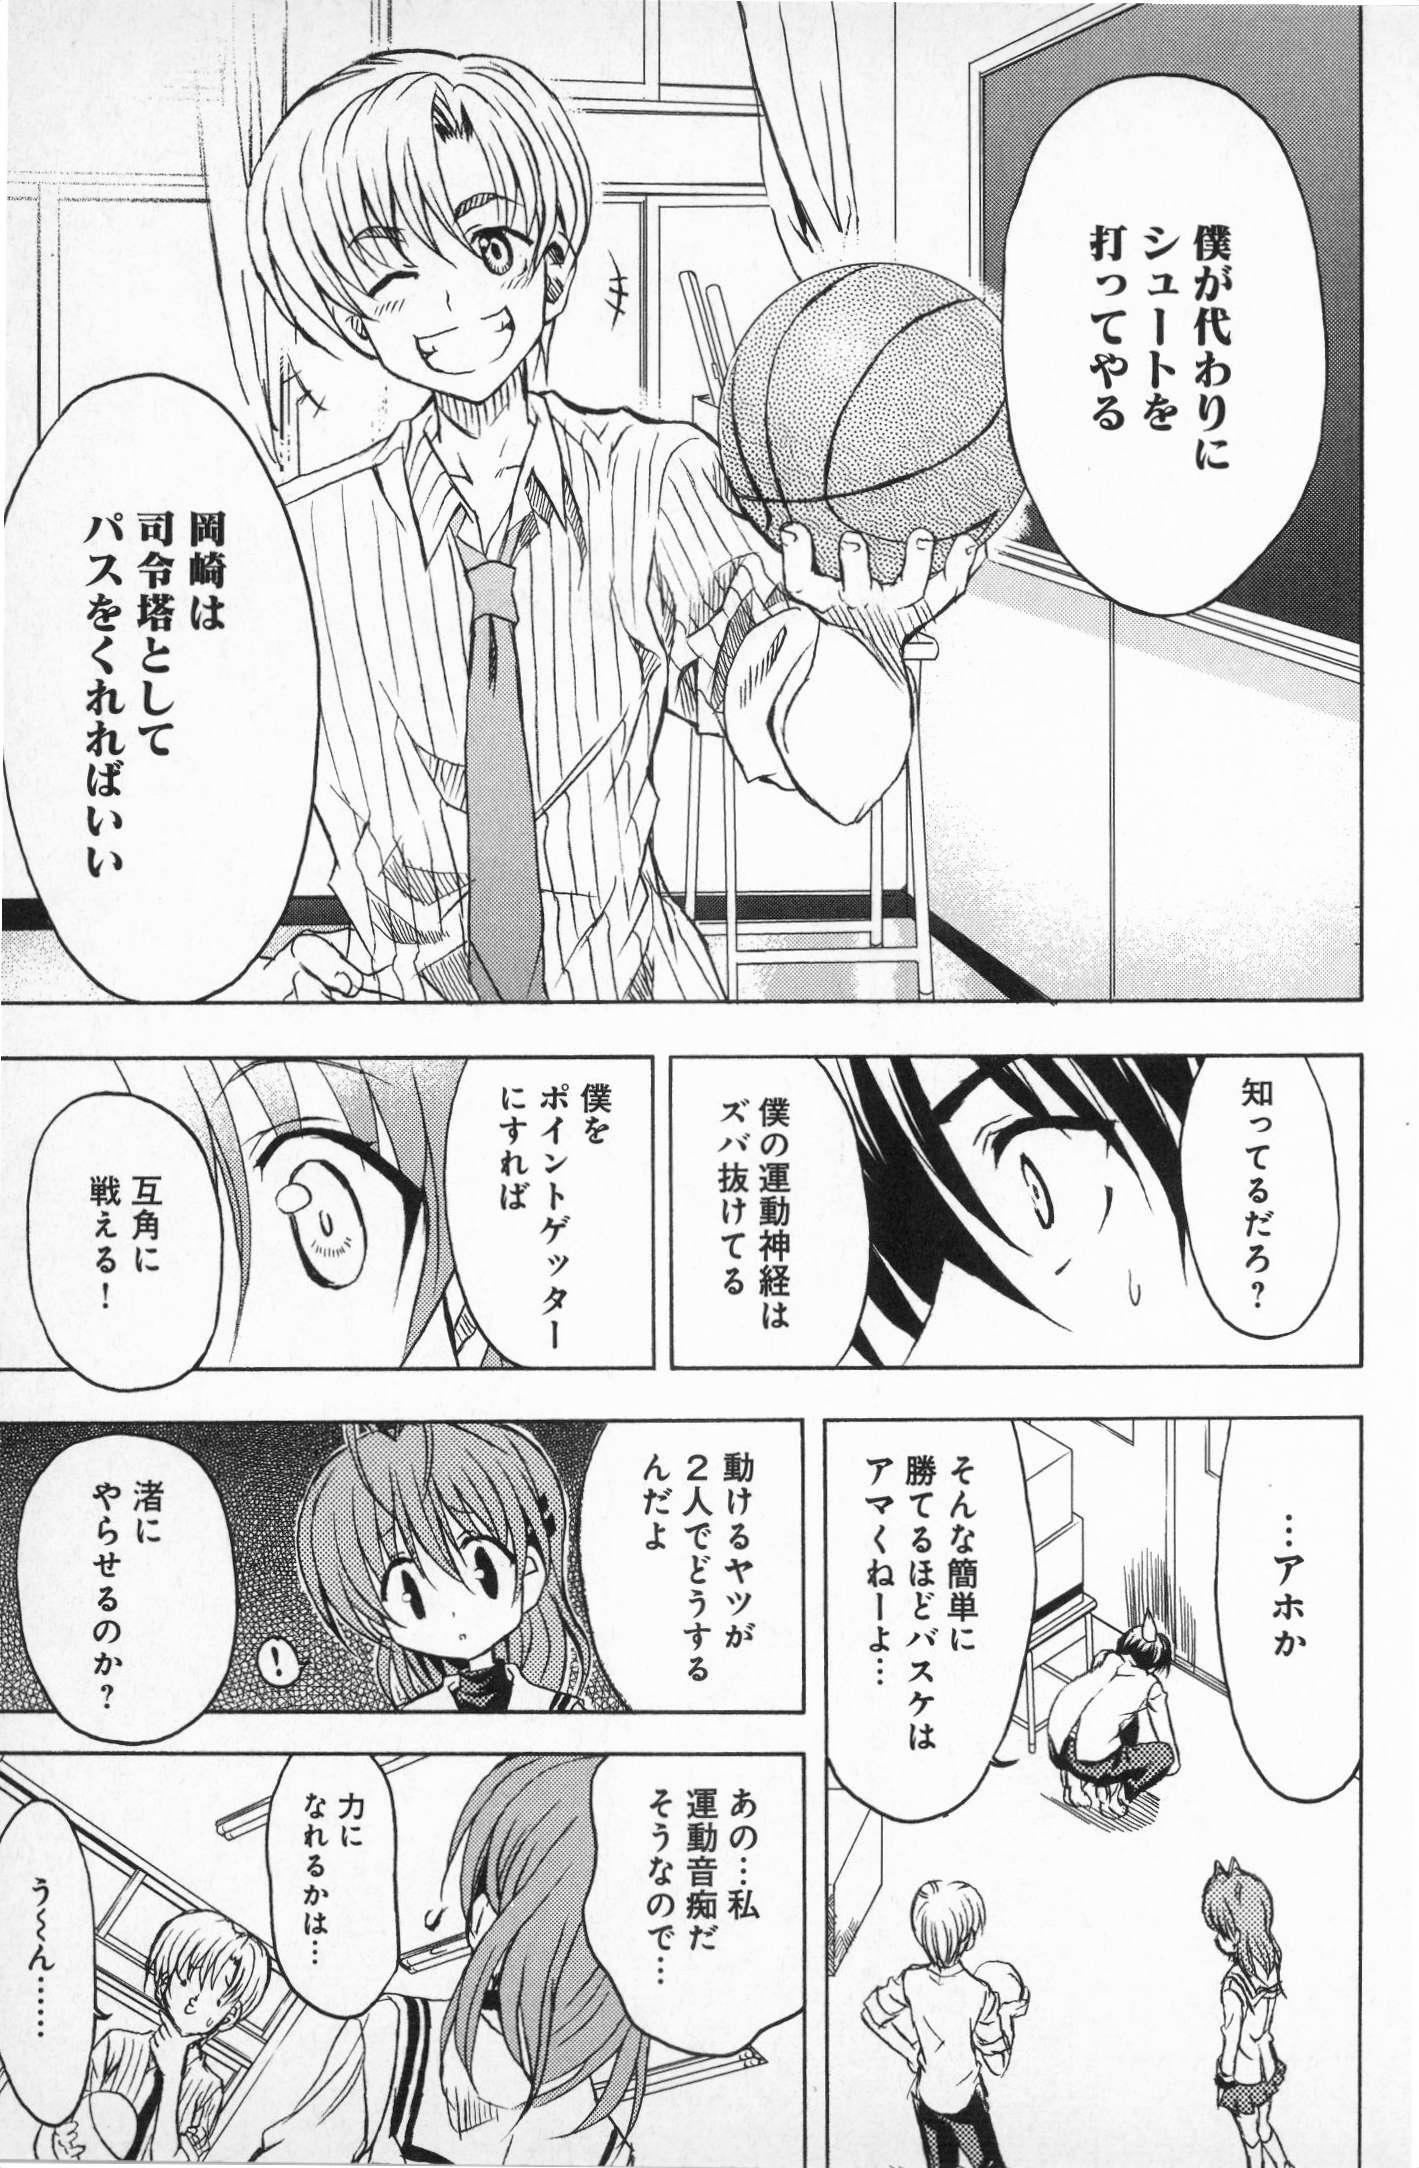 僕が代わりに
シュートを
打ってやる
岡崎は
司令塔として
パスをくれればいい
知ってるだろ?
僕の運動神経は
ズバ抜けてる
僕を
ポイントゲッター
にすれば
互角に
戦える!
…アホか
そんな簡単に
勝てるほどバスケは
アマくねーよ…
動けるヤツが
2人でどうする
んだよ
!
渚に
やらせるのか?
あの…私
運動音痴だ
そうなので…
力に
なれるかは…
う〜ん……